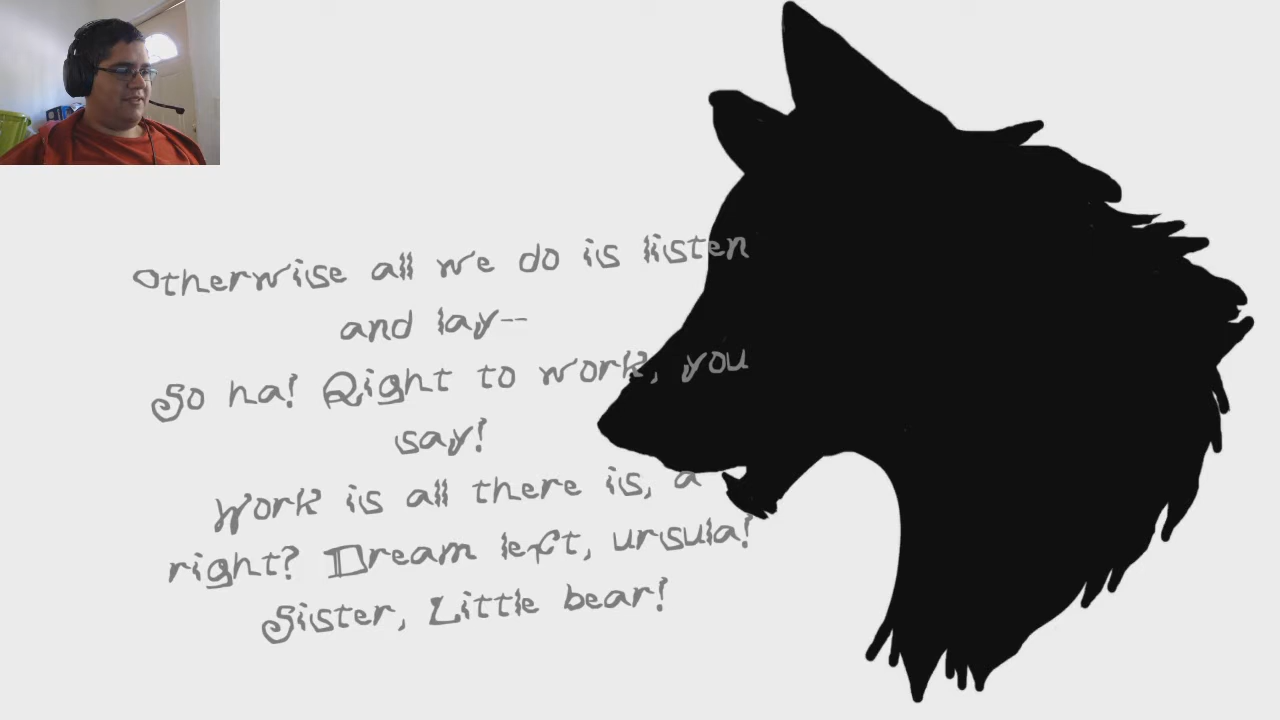 Otherwise all we do is listen
and lay--
So ha! Right to work, you
say!
Work is all there is, a
right? Dream left, ursula!
Sister, Little bear!